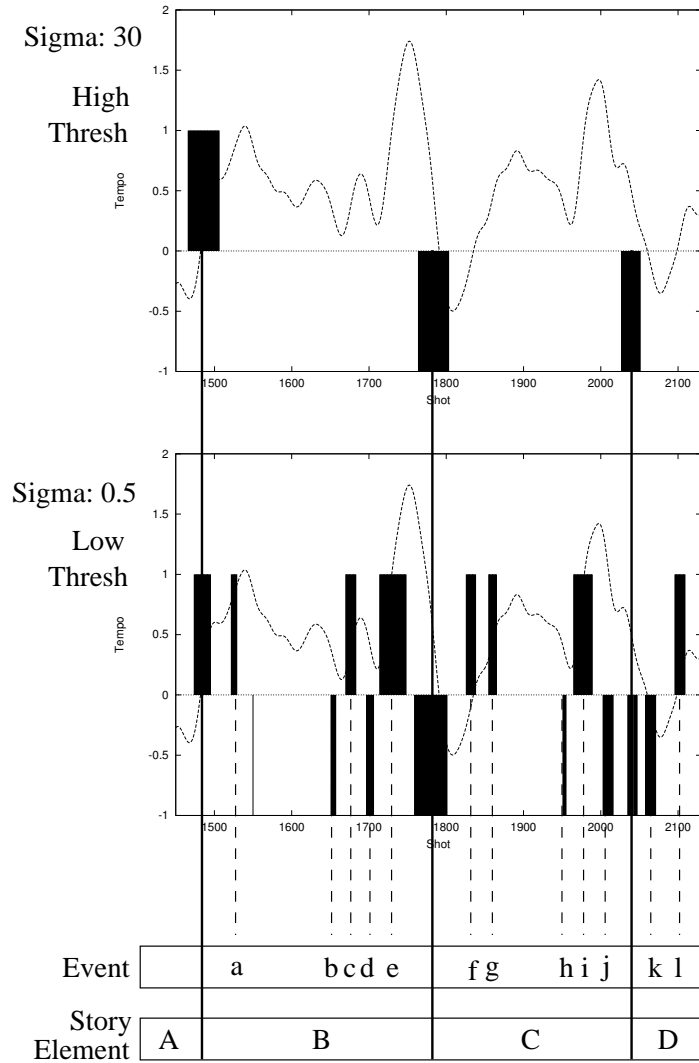 Sigma: 30
High
Thresh
Tempo
2
1.5
1
0.5
0
-0.5
-1
1500 1600 1700 1800 1900 2000 2100
Shot
Sigma: 0.5
Low
Thresh
Tempo
2
1.5
1
0.5
0
-0.5
-1
1500 1600 1700 1800 1900 2000 2100
Shot
Event a b c d e f g h i j k l
Story
Element A B C D